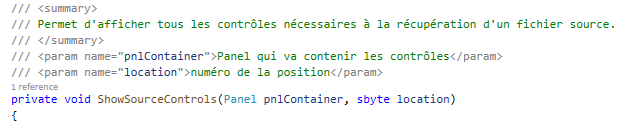 /// <summary>
/// Permet d'afficher tous les contrôles nécessaires à la récupération d'un fichier source.
/// </summary>
/// <param name="pnlContainer">Panel qui va contenir les contrôles</param>
/// <param name="location">numéro de la position</param>
1 reference
private void ShowSourceControls(Panel pnlContainer, sbyte location)
{